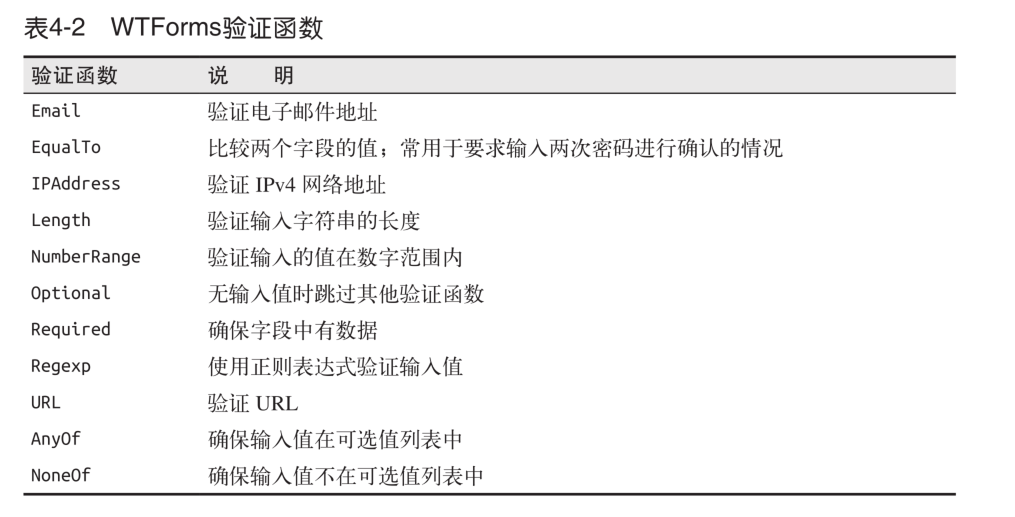 表4-2 WTForms验证函数
验证函数 说 明
Email 验证电子邮件地址
EqualTo 比较两个字段的值；常用于要求输入两次密码进行确认的情况
IPAddress 验证 IPv4 网络地址
Length 验证输入字符串的长度
NumberRange 验证输入的值在数字范围内
Optional 无输入值时跳过其他验证函数
Required 确保字段中有数据
Regexp 使用正则表达式验证输入值
URL 验证 URL
AnyOf 确保输入值在可选值列表中
NoneOf 确保输入值不在可选值列表中